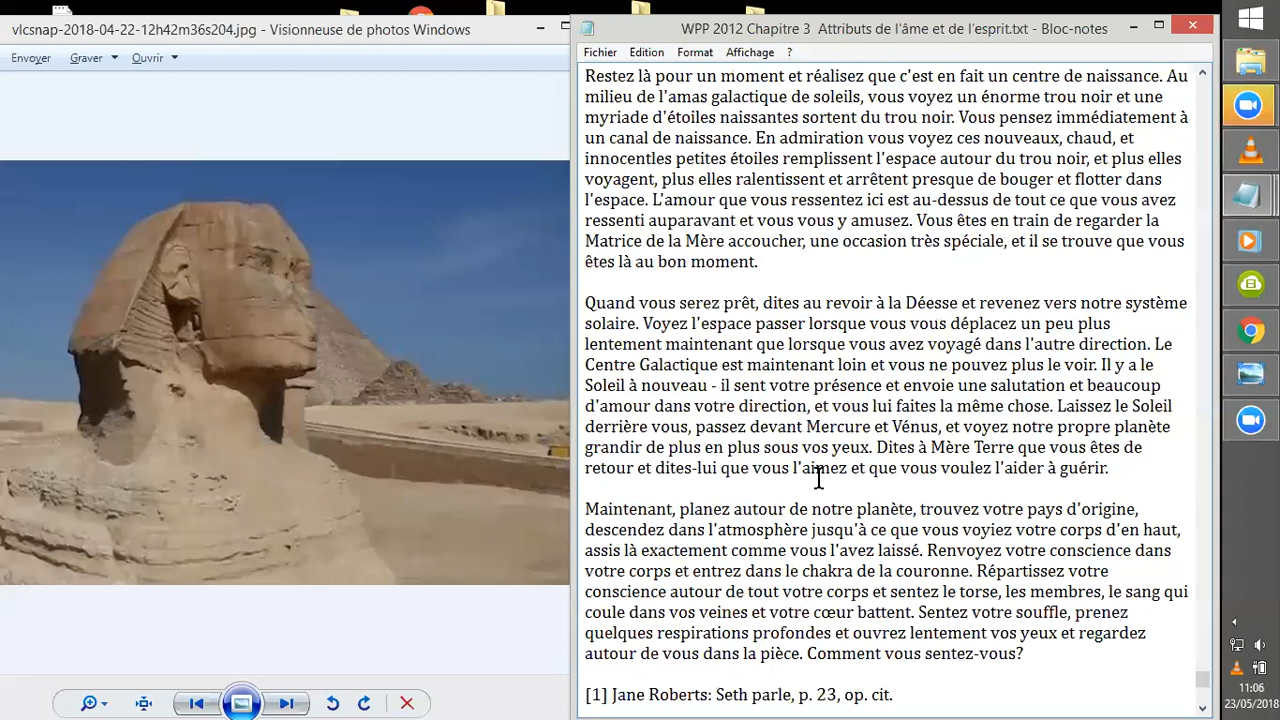 vlcsnap-2018-04-22-12h42m36s204.jpg - Visionneuse de photos Windows
Envoyer Graver Ouvrir
WPP 2012 Chapitre 3 Attributs de l'âme et de l'esprit.txt - Bloc-notes
Fichier Edition Format Affichage ?
Restez là pour un moment et réalisez que c'est en fait un centre de naissance. Au
milieu de l'amas galactique de soleils, vous voyez un énorme trou noir et une
myriade d'étoiles naissantes sortent du trou noir. Vous pensez immédiatement à
un canal de naissance. En admiration vous voyez ces nouveaux, chaud, et
innocentles petites étoiles remplissent l'espace autour du trou noir, et plus elles
voyagent, plus elles ralentissent et arrêtent presque de bouger et flotter dans
l'espace. L'amour que vous ressentez ici est au-dessus de tout ce que vous avez
ressenti auparavant et vous vous y amusez. Vous êtes en train de regarder la
Matrice de la Mère accoucher, une occasion très spéciale, et il se trouve que vous
êtes là au bon moment.
Quand vous serez prêt, dites au revoir à la Déesse et revenez vers notre système
solaire. Voyez l'espace passer lorsque vous vous déplacez un peu plus
lentement maintenant que lorsque vous avez voyagé dans l'autre direction. Le
Centre Galactique est maintenant loin et vous ne pouvez plus le voir. Il y a le
Soleil à nouveau - il sent votre présence et envoie une salutation et beaucoup
d'amour dans votre direction, et vous lui faites la même chose. Laissez le Soleil
derrière vous, passez devant Mercure et Vénus, et voyez notre propre planète
grandir de plus en plus sous vos yeux. Dites à Mère Terre que vous êtes de
retour et dites-lui que vous l'aimez et que vous voulez l'aider à guérir.
Maintenant, planez autour de notre planète, trouvez votre pays d'origine,
descendez dans l'atmosphère jusqu'à ce que vous voyiez votre corps d'en haut,
assis là exactement comme vous l'avez laissé. Renvoyez votre conscience dans
votre corps et entrez dans le chakra de la couronne. Répartissez votre
conscience autour de tout votre corps et sentez le torse, les membres, le sang qui
coule dans vos veines et votre cœur battent. Sentez votre souffle, prenez
quelques respirations profondes et ouvrez lentement vos yeux et regardez
autour de vous dans la pièce. Comment vous sentez-vous?
[1] Jane Roberts: Seth parle, p. 23, op. cit.
11:06
23/05/2018